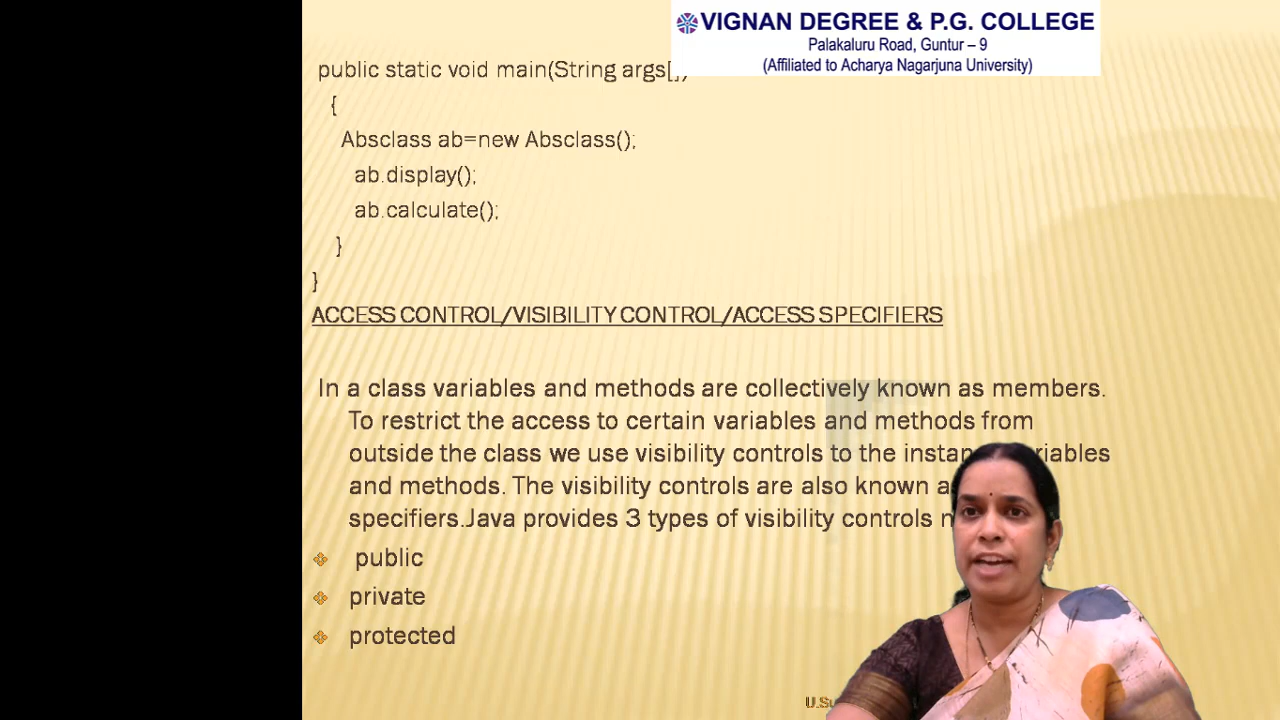 VIGNAN DEGREE & P.G. COLLEGE
Palakaluru Road, Guntur – 9
(Affiliated to Acharya Nagarjuna University)
public static void main(String args[])
{
Absclass ab=new Absclass();
ab.display();
ab.calculate();
}
}
ACCESS CONTROL/VISIBILITY CONTROL/ACCESS SPECIFIERS
In a class variables and methods are collectively known as members.
To restrict the access to certain variables and methods from
outside the class we use visibility controls to the
and methods. The visibility controls are also known
specifiers.Java provides 3 types of visibility controls
public
private
protected